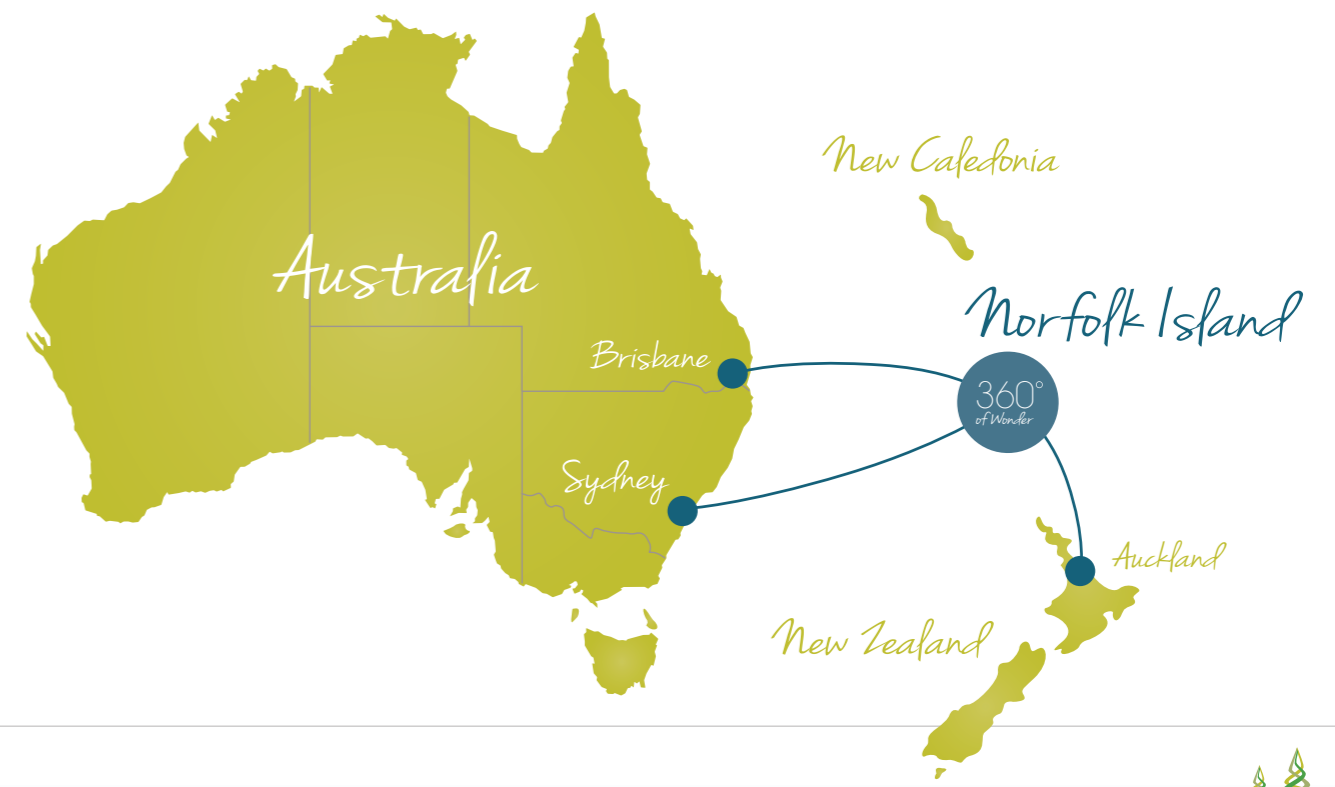 New Caledonia
Australia
Norfolk Island
Brisbane
360°
of Wonder
Sydney
Auckland
New Zealand